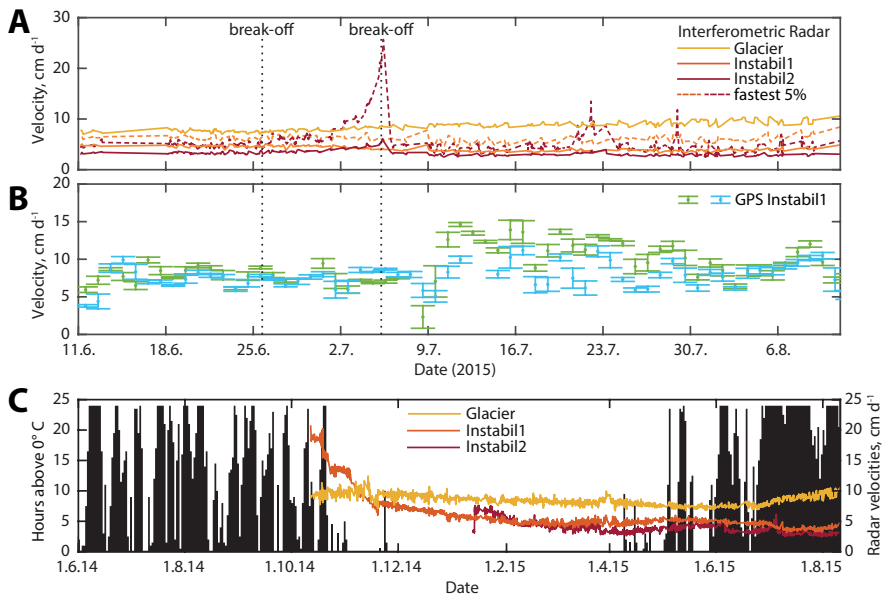 A
break-off
break-off
Interferometric Radar
Glacier
Instabil1
Instabil2
fastest 5%
Velocity, cm d⁻¹
30
20
10
0
B
GPS Instabil1
Velocity, cm d⁻¹
20
15
10
5
0
11.6. 18.6. 25.6. 2.7. 9.7. 16.7. 23.7. 30.7. 6.8.
Date (2015)
C
Glacier
Instabil1
Instabil2
Hours above 0° C
25
20
15
10
5
0
Radar velocities, cm d⁻¹
25
20
15
10
5
0
1.6.14 1.8.14 1.10.14 1.12.14 1.2.15 1.4.15 1.6.15 1.8.15
Date